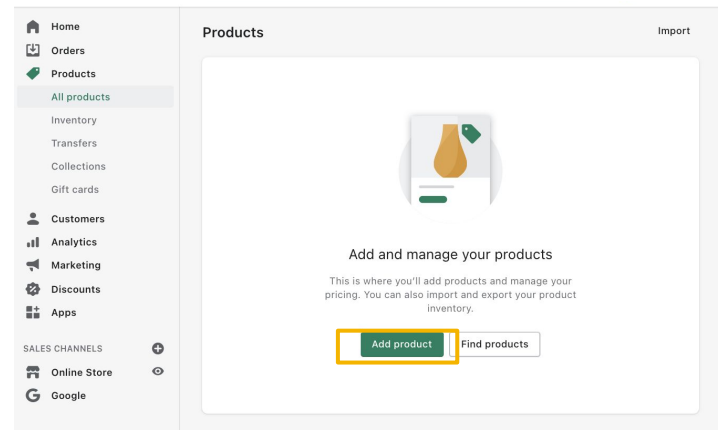 Home
Orders
Products
All products
Inventory
Transfers
Collections
Gift cards
Customers
Analytics
Marketing
Discounts
Apps
SALES CHANNELS
Online Store
Google
Products
Import
Add and manage your products
This is where you'll add products and manage your
pricing. You can also import and export your product
inventory.
Add product
Find products